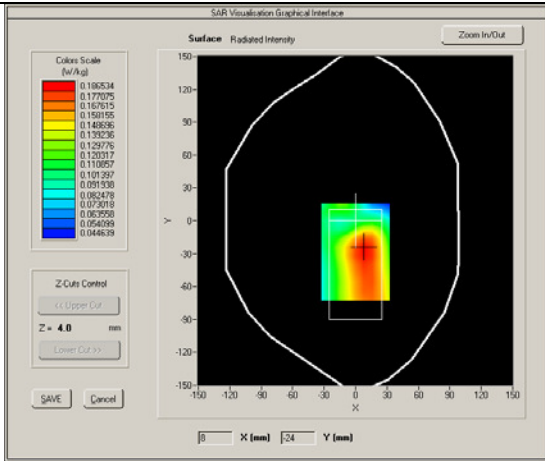 SAR Visualisation Graphical Interface
Surface Radiated Intensity
Zoom In/Out
Colors Scale
(W/kg)
0.186534
0.177075
0.167615
0.158155
0.148696
0.139236
0.129776
0.120317
0.110857
0.101397
0.091938
0.082478
0.073018
0.063558
0.054099
0.044639
Z-Cuts Control
<< Upper Cut
Z = 4.0 mm
Lower Cut >>
SAVE Cancel
150
120
90
60
30
0
-30
-60
-90
-120
-150
Y
-150 -120 -90 -60 -30 0 30 60 90 120 150
X
8 X (mm) -24 Y (mm)